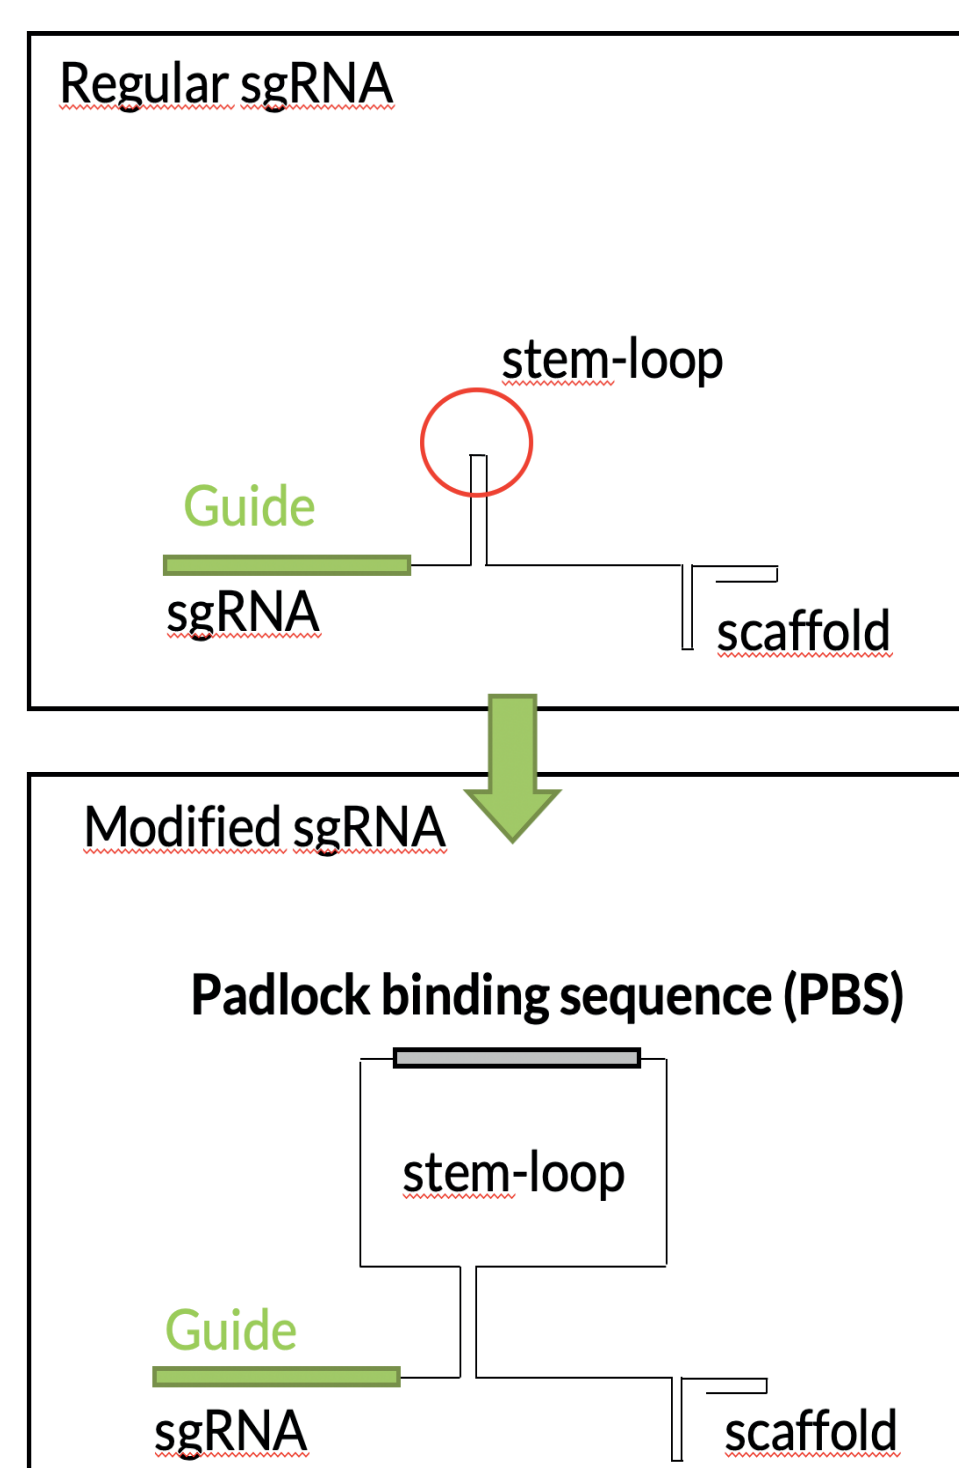 Regular sgRNA
stem-loop
Guide
sgRNA
scaffold
Modified sgRNA
Padlock binding sequence (PBS)
stem-loop
Guide
sgRNA
scaffold